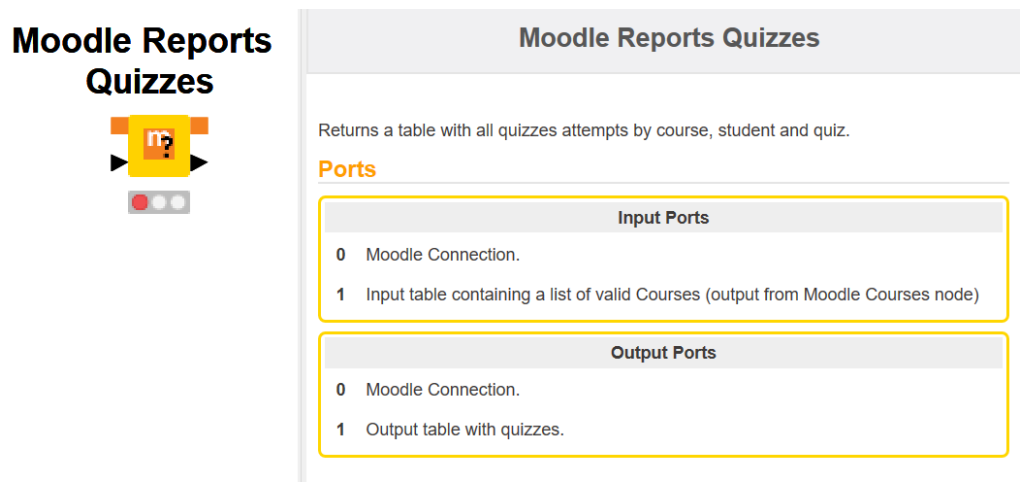 Moodle Reports
Quizzes
m?
Moodle Reports Quizzes
Returns a table with all quizzes attempts by course, student and quiz.
Ports
Input Ports
0 Moodle Connection.
1 Input table containing a list of valid Courses (output from Moodle Courses node)
Output Ports
0 Moodle Connection.
1 Output table with quizzes.